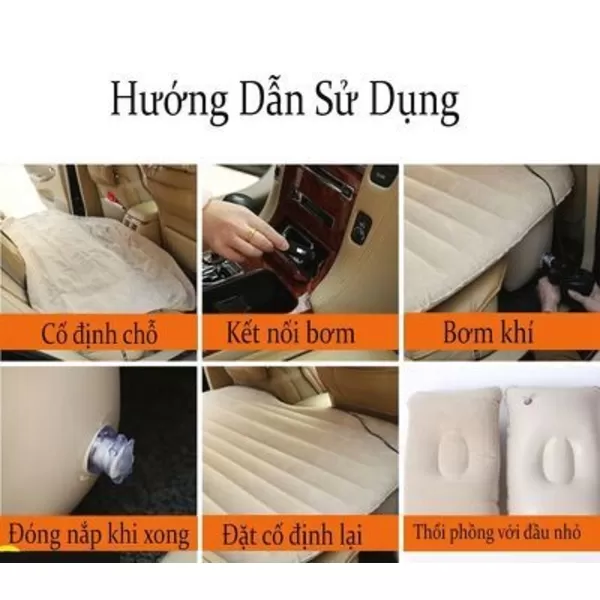 Hướng Dẫn Sử Dụng
Cố định chỗ
Kết nối bơm
Bơm khí
Đóng nắp khi xong
Đặt cố định lại
Thổi phồng với đầu nhỏ